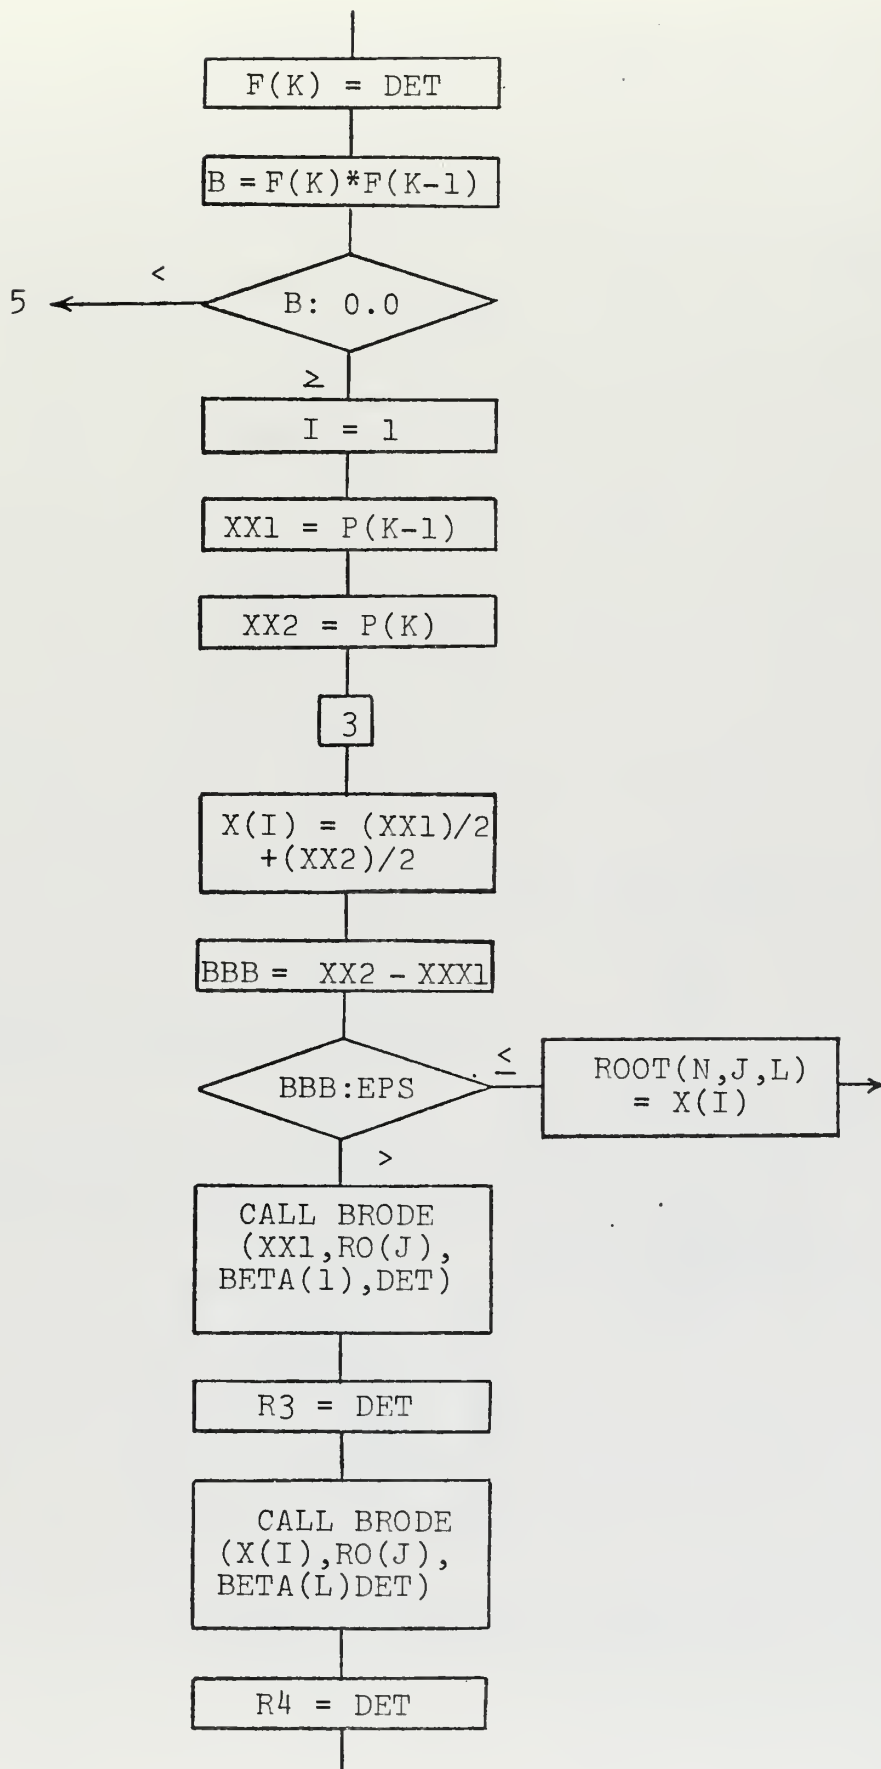 F(K) = DET
B = F(K)*F(K-1)
<
5
B: 0.0
≥
I = 1
XX1 = P(K-1)
XX2 = P(K)
3
X(I) = (XX1)/2
+(XX2)/2
BBB = XX2 - XXX1
BBB:EPS
≤
ROOT(N,J,L)
= X(I)
>
CALL BRODE
(XX1,RO(J),
BETA(1),DET)
R3 = DET
CALL BRODE
(X(I),RO(J),
BETA(L)DET)
R4 = DET